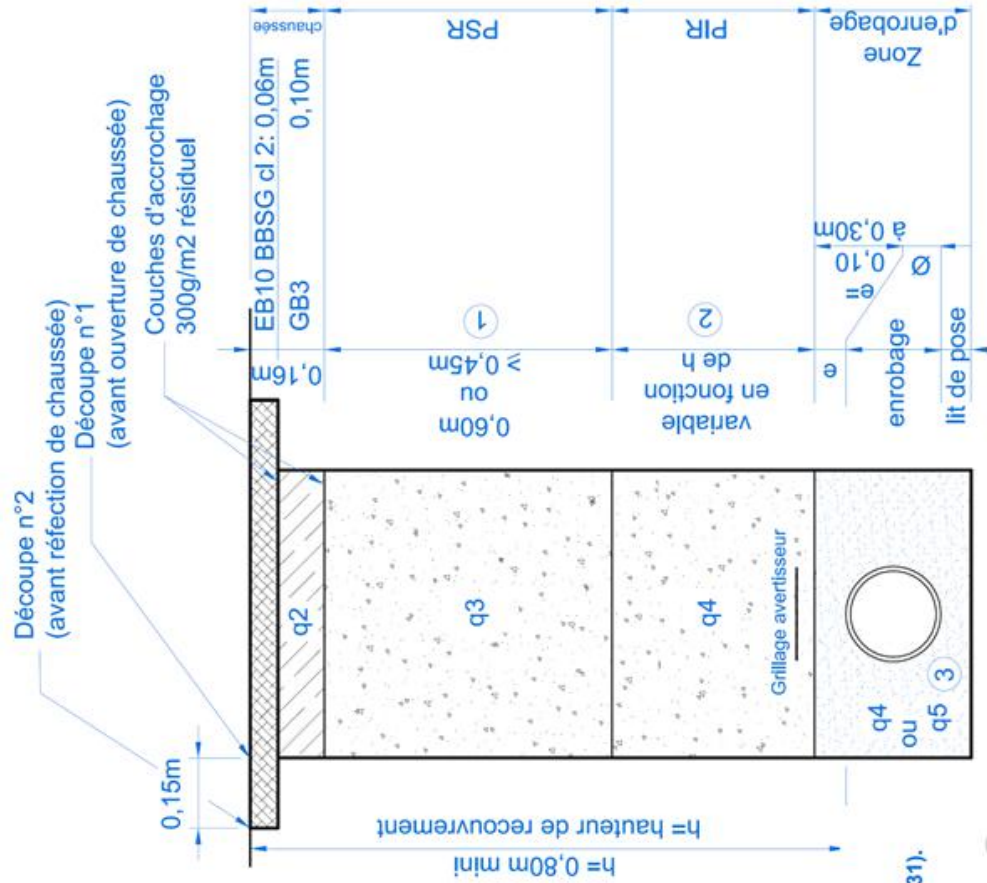 Découpe n°2
(avant réfection de chaussée)
Découpe n°1
(avant ouverture de chaussée)
Couches d'accrochage
300g/m2 résiduel
0,15m
EB10 BBSG cl 2: 0,06m
GB3 0,10m
chaussée
0,16m
q2
q3
0,60m
ou
≥ 0,45m
1
PSR
q4
Grillage avertisseur
variable
en fonction
de h
2
PIR
q4
ou
q5
3
e
enrobage
lit de pose
e=
0,10
à 0,30m
Ø
Zone
d'enrobage
h= 0,80m mini
h= hauteur de recouvrement
31).